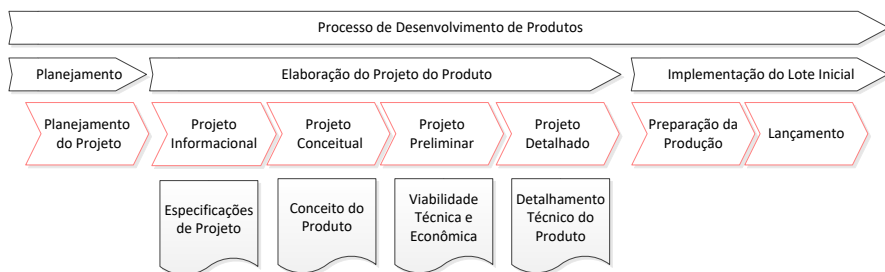 Processo de Desenvolvimento de Produtos
Planejamento
Elaboração do Projeto do Produto
Implementação do Lote Inicial
Planejamento
do Projeto
Projeto
Informacional
Projeto
Conceitual
Projeto
Preliminar
Projeto
Detalhado
Preparação da
Produção
Lançamento
Especificações
de Projeto
Conceito do
Produto
Viabilidade
Técnica e
Econômica
Detalhamento
Técnico do
Produto